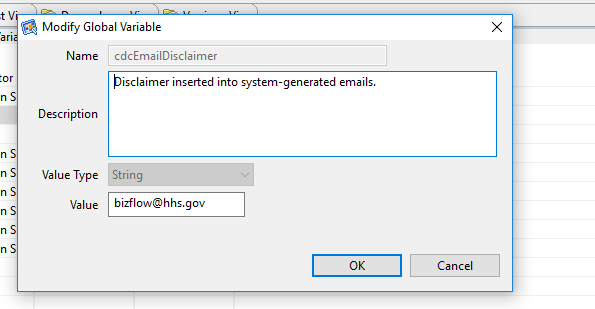 Modify Global Variable
Name cdcEmailDisclaimer
Description Disclaimer inserted into system-generated emails.
Value Type String
Value bizflow@hhs.gov
OK Cancel